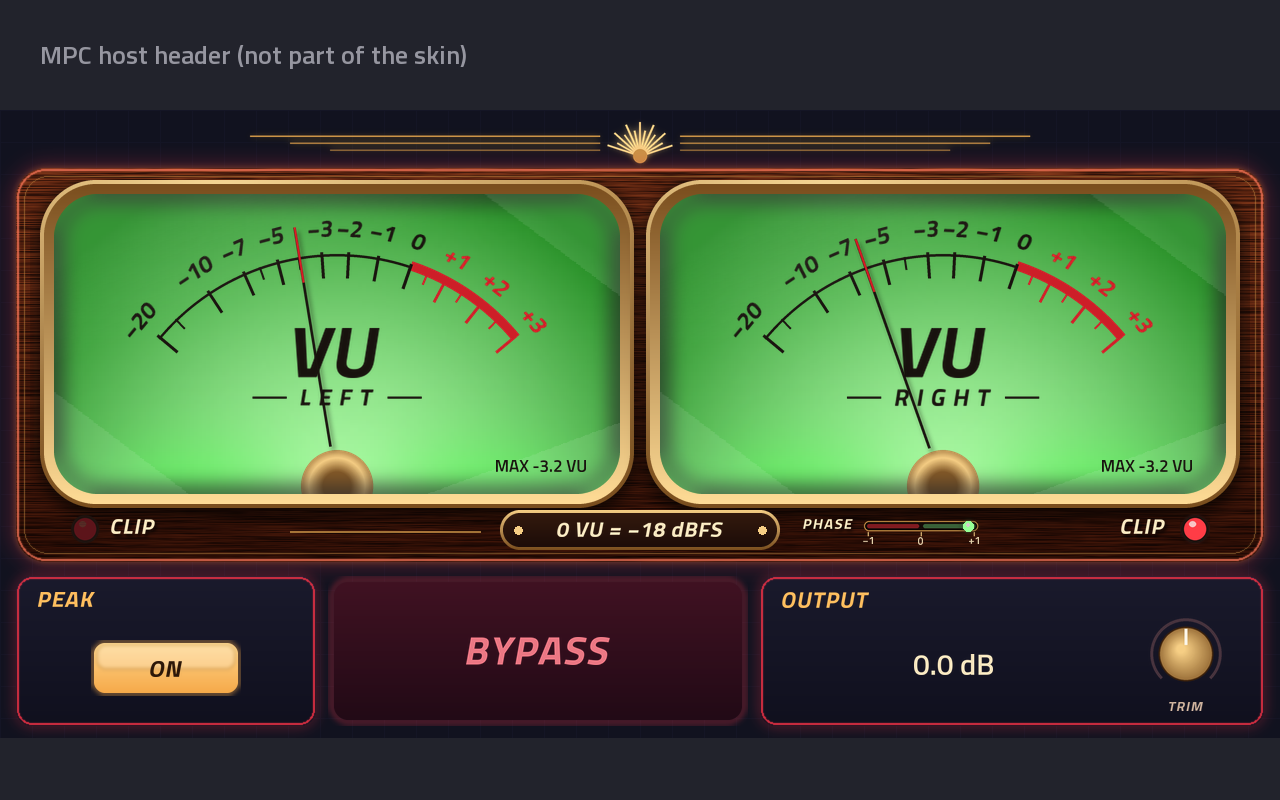 MPC host header (not part of the skin)
−20 −10 −7 −5 −3 −2 −1 0 +1 +2 +3
VU
LEFT
MAX -3.2 VU
−20 −10 −7 −5 −3 −2 −1 0 +1 +2 +3
VU
RIGHT
MAX -3.2 VU
CLIP
0 VU = −18 dBFS
PHASE
−1 0 +1
CLIP
PEAK
ON
BYPASS
OUTPUT
0.0 dB
TRIM